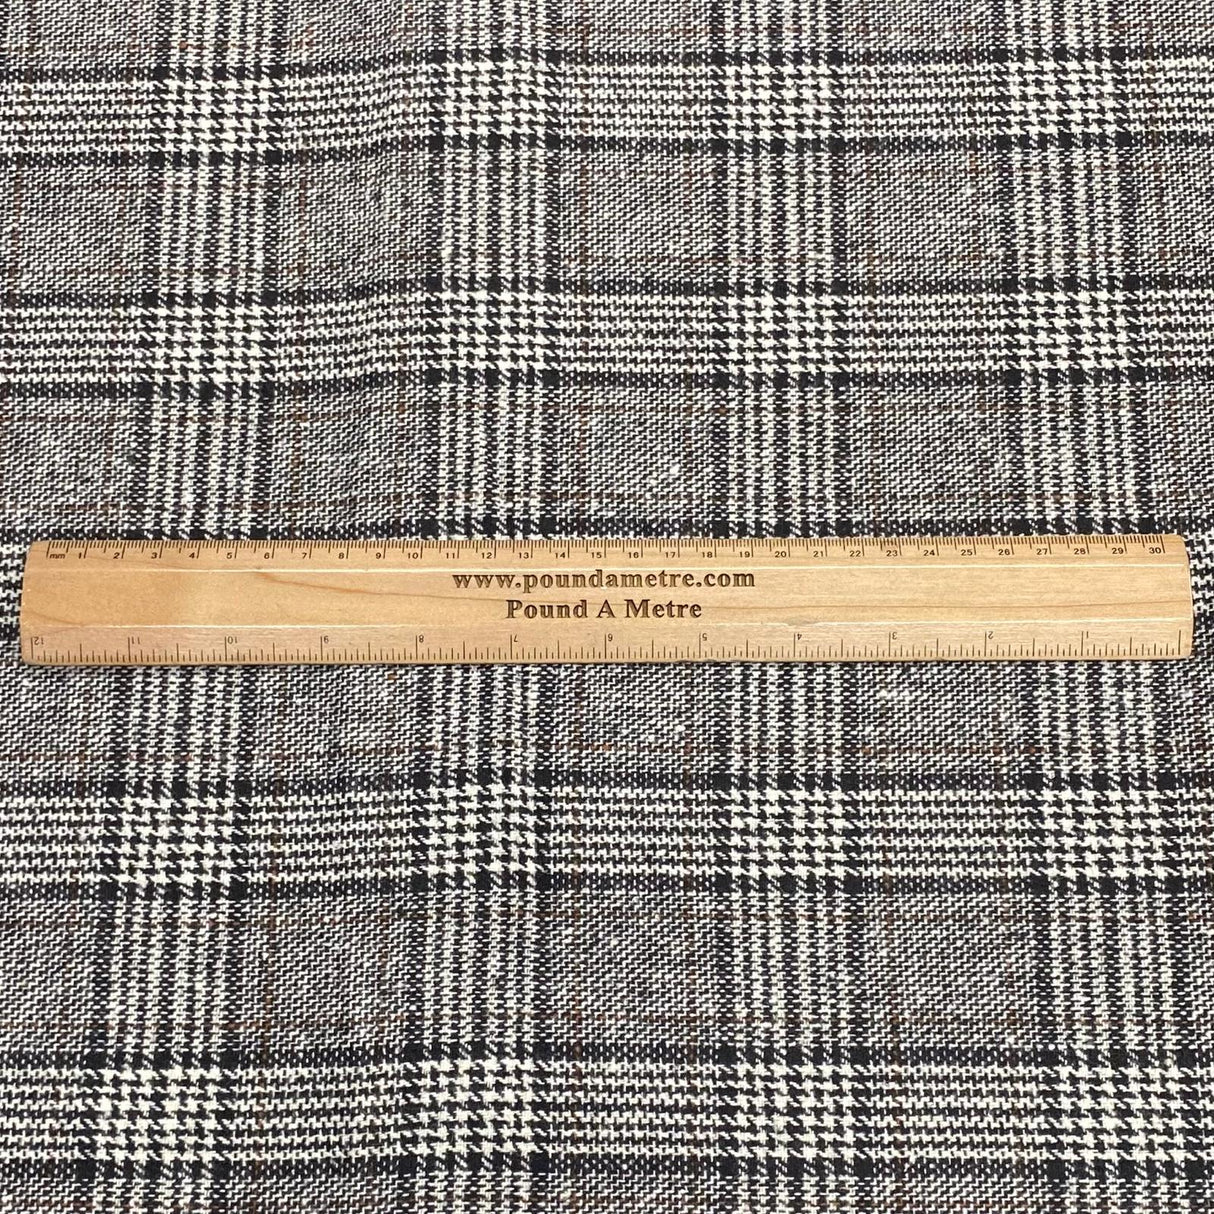 mm 1 2 3 4 5 6 7 8 9 10 11 12 13 14 15 16 17 18 19 20 21 22 23 24 25 26 27 28 29 30
www.poundametre.com
Pound A Metre
12 11 10 9 8 7 6 5 4 3 2 1